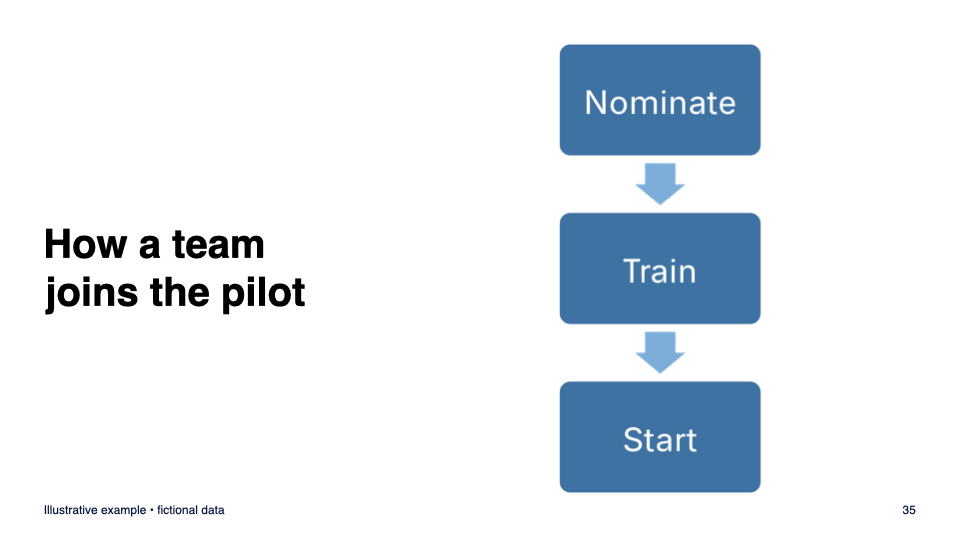 How a team
joins the pilot
Nominate
Train
Start
Illustrative example • fictional data
35